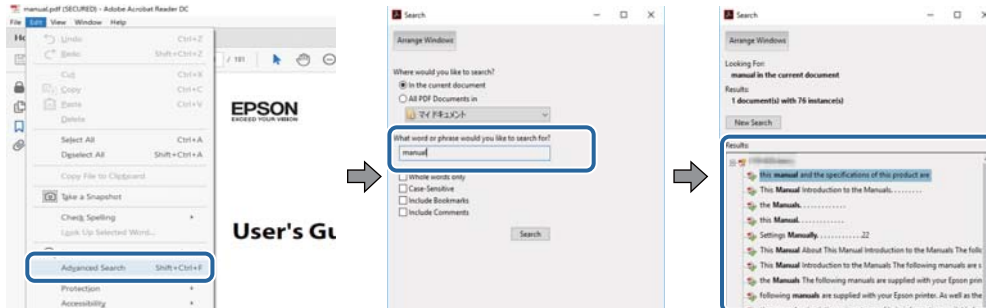 manual.pdf (SECURED) - Adobe Acrobat Reader DC
File Edit View Window Help
Undo Ctrl+Z
Redo Shift+Ctrl+Z
Cut Ctrl+X
Copy Ctrl+C
Paste Ctrl+V
Delete
Select All Ctrl+A
Deselect All Shift+Ctrl+A
Copy File to Clipboard
Take a Snapshot
Check Spelling
Look Up Selected Word...
Advanced Search Shift+Ctrl+F
Protection
Accessibility
/ 181
EPSON
EXCEED YOUR VISION
User's Gu
Search
Arrange Windows
Where would you like to search?
In the current document
All PDF Documents in
マイ ドキュメント
What word or phrase would you like to search for?
manual
Whole words only
Case-Sensitive
Include Bookmarks
Include Comments
Search
Search
Arrange Windows
Looking For:
manual in the current document
Results:
1 document(s) with 76 instance(s)
New Search
Results:
this manual and the specifications of this product are
This Manual Introduction to the Manuals.........
the Manuals.............
this Manual.............
Settings Manually.............22
This Manual About This Manual Introduction to the Manuals The follo
This Manual Introduction to the Manuals The following manuals are s
the Manuals The following manuals are supplied with your Epson prin
following manuals are supplied with your Epson printer. As well as the